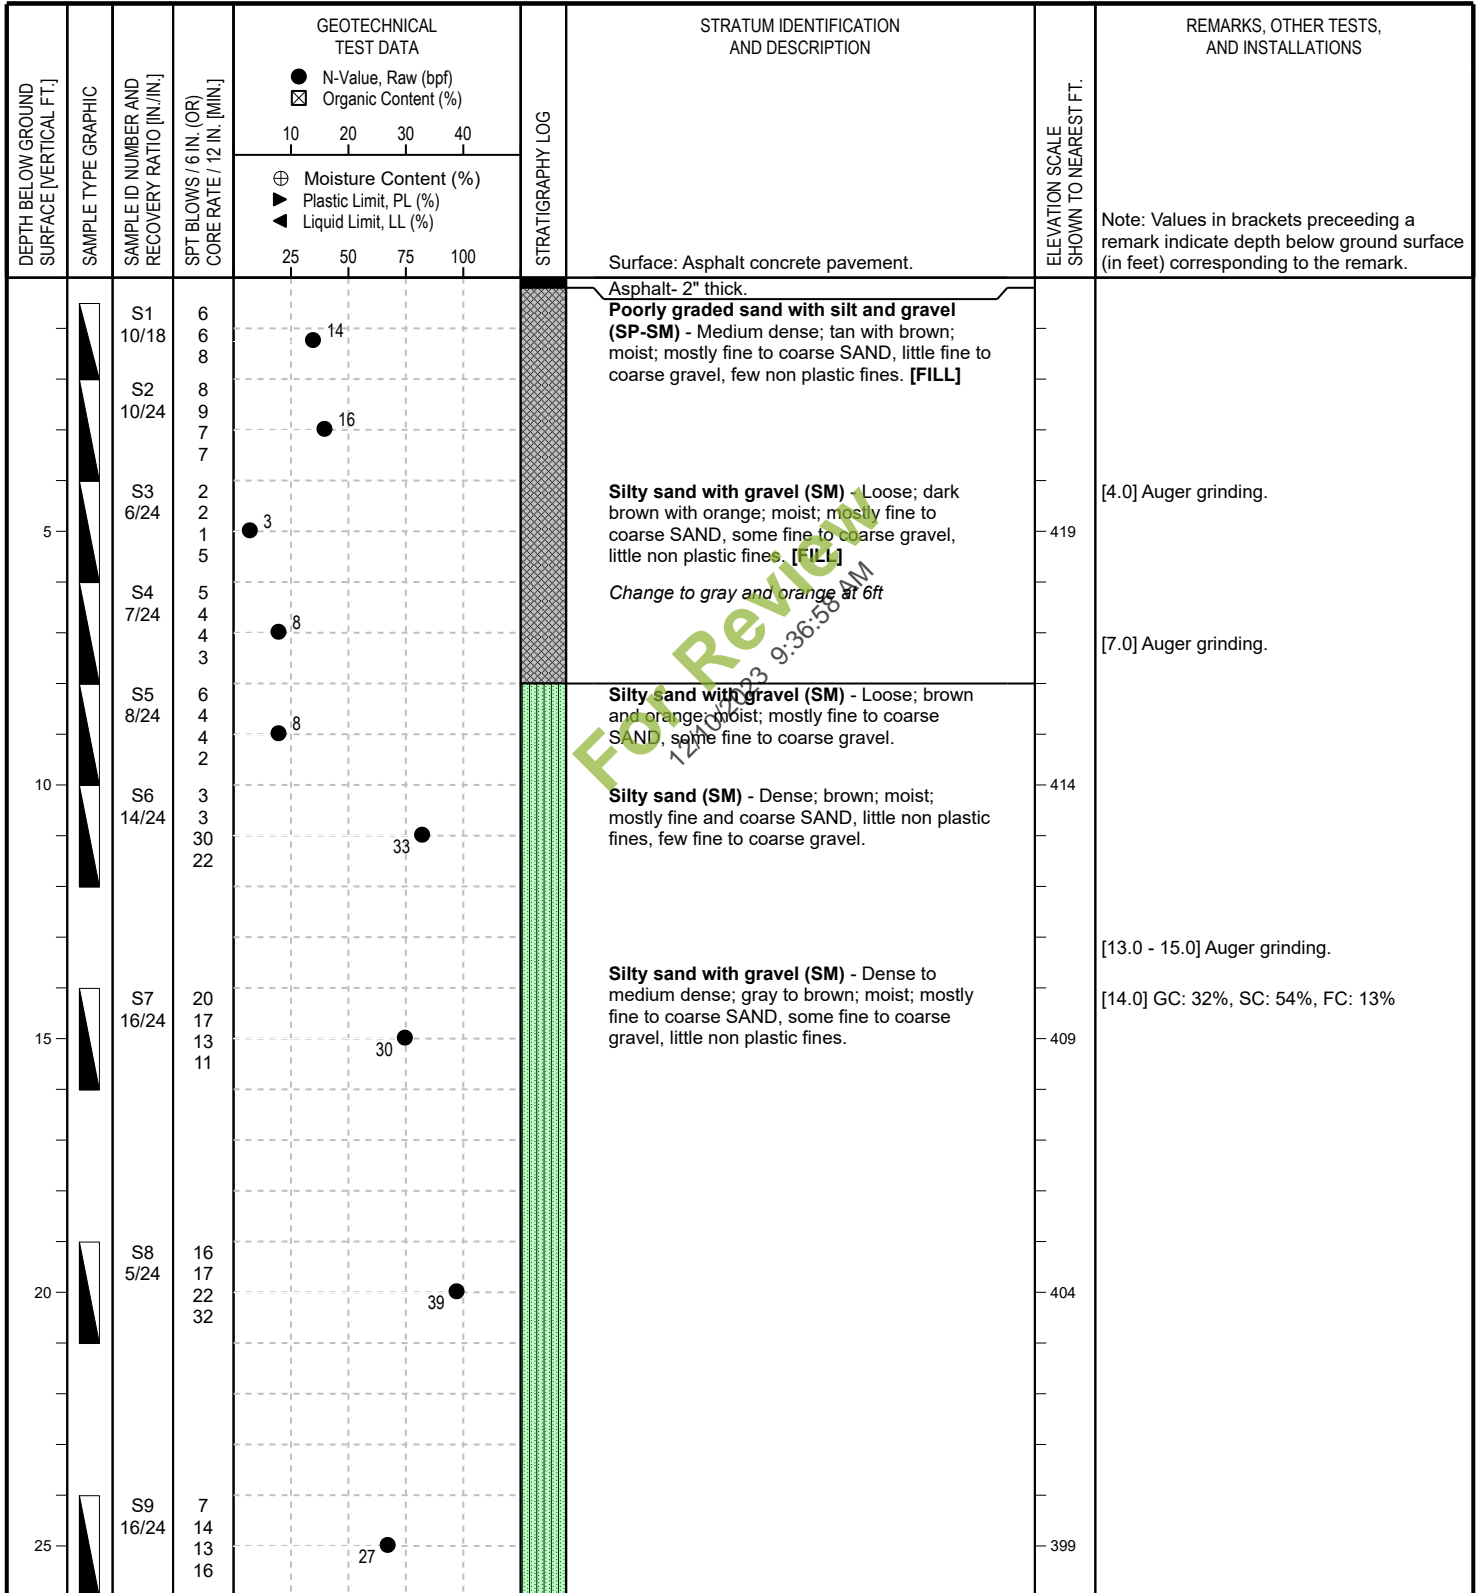 DEPTH BELOW GROUND
SURFACE [VERTICAL FT.]
SAMPLE TYPE GRAPHIC
SAMPLE ID NUMBER AND
RECOVERY RATIO [IN./IN.]
SPT BLOWS / 6 IN. (OR)
CORE RATE / 12 IN. [MIN.]
GEOTECHNICAL
TEST DATA
N-Value, Raw (bpf)
Organic Content (%)
10 20 30 40
Moisture Content (%)
Plastic Limit, PL (%)
Liquid Limit, LL (%)
25 50 75 100
STRATIGRAPHY LOG
STRATUM IDENTIFICATION
AND DESCRIPTION
Surface: Asphalt concrete pavement.
ELEVATION SCALE
SHOWN TO NEAREST FT.
REMARKS, OTHER TESTS,
AND INSTALLATIONS
Note: Values in brackets preceeding a
remark indicate depth below ground surface
(in feet) corresponding to the remark.
Asphalt- 2" thick.
S1
10/18
6
6
8
14
Poorly graded sand with silt and gravel
(SP-SM) - Medium dense; tan with brown;
moist; mostly fine to coarse SAND, little fine to
coarse gravel, few non plastic fines. [FILL]
S2
10/24
8
9
7
7
16
S3
6/24
2
2
1
5
3
5
Silty sand with gravel (SM) - Loose; dark
brown with orange; moist; mostly fine to
coarse SAND, some fine to coarse gravel,
little non plastic fines. [FILL]
Change to gray and orange at 6ft
419
[4.0] Auger grinding.
S4
7/24
5
4
4
3
8
[7.0] Auger grinding.
For Review
12/10/2023 9:36:58 AM
S5
8/24
6
4
4
2
8
Silty sand with gravel (SM) - Loose; brown
and orange; moist; mostly fine to coarse
SAND, some fine to coarse gravel.
10
S6
14/24
3
3
30
22
33
Silty sand (SM) - Dense; brown; moist;
mostly fine and coarse SAND, little non plastic
fines, few fine to coarse gravel.
414
[13.0 - 15.0] Auger grinding.
Silty sand with gravel (SM) - Dense to
medium dense; gray to brown; moist; mostly
fine to coarse SAND, some fine to coarse
gravel, little non plastic fines.
[14.0] GC: 32%, SC: 54%, FC: 13%
S7
16/24
20
17
13
11
15
30
409
S8
5/24
16
17
22
32
20
39
404
S9
16/24
7
14
13
16
25
27
399